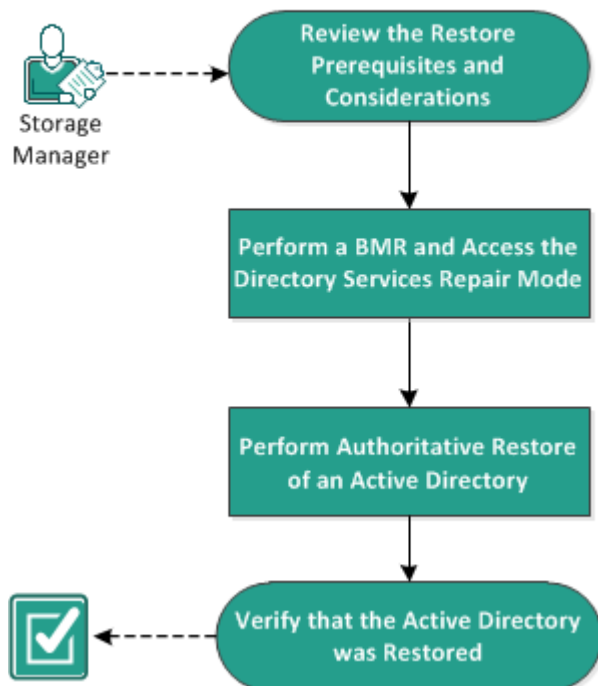 Storage
Manager
Review the Restore
Prerequisites and
Considerations
Perform a BMR and Access the
Directory Services Repair Mode
Perform Authoritative Restore
of an Active Directory
Verify that the Active Directory
was Restored